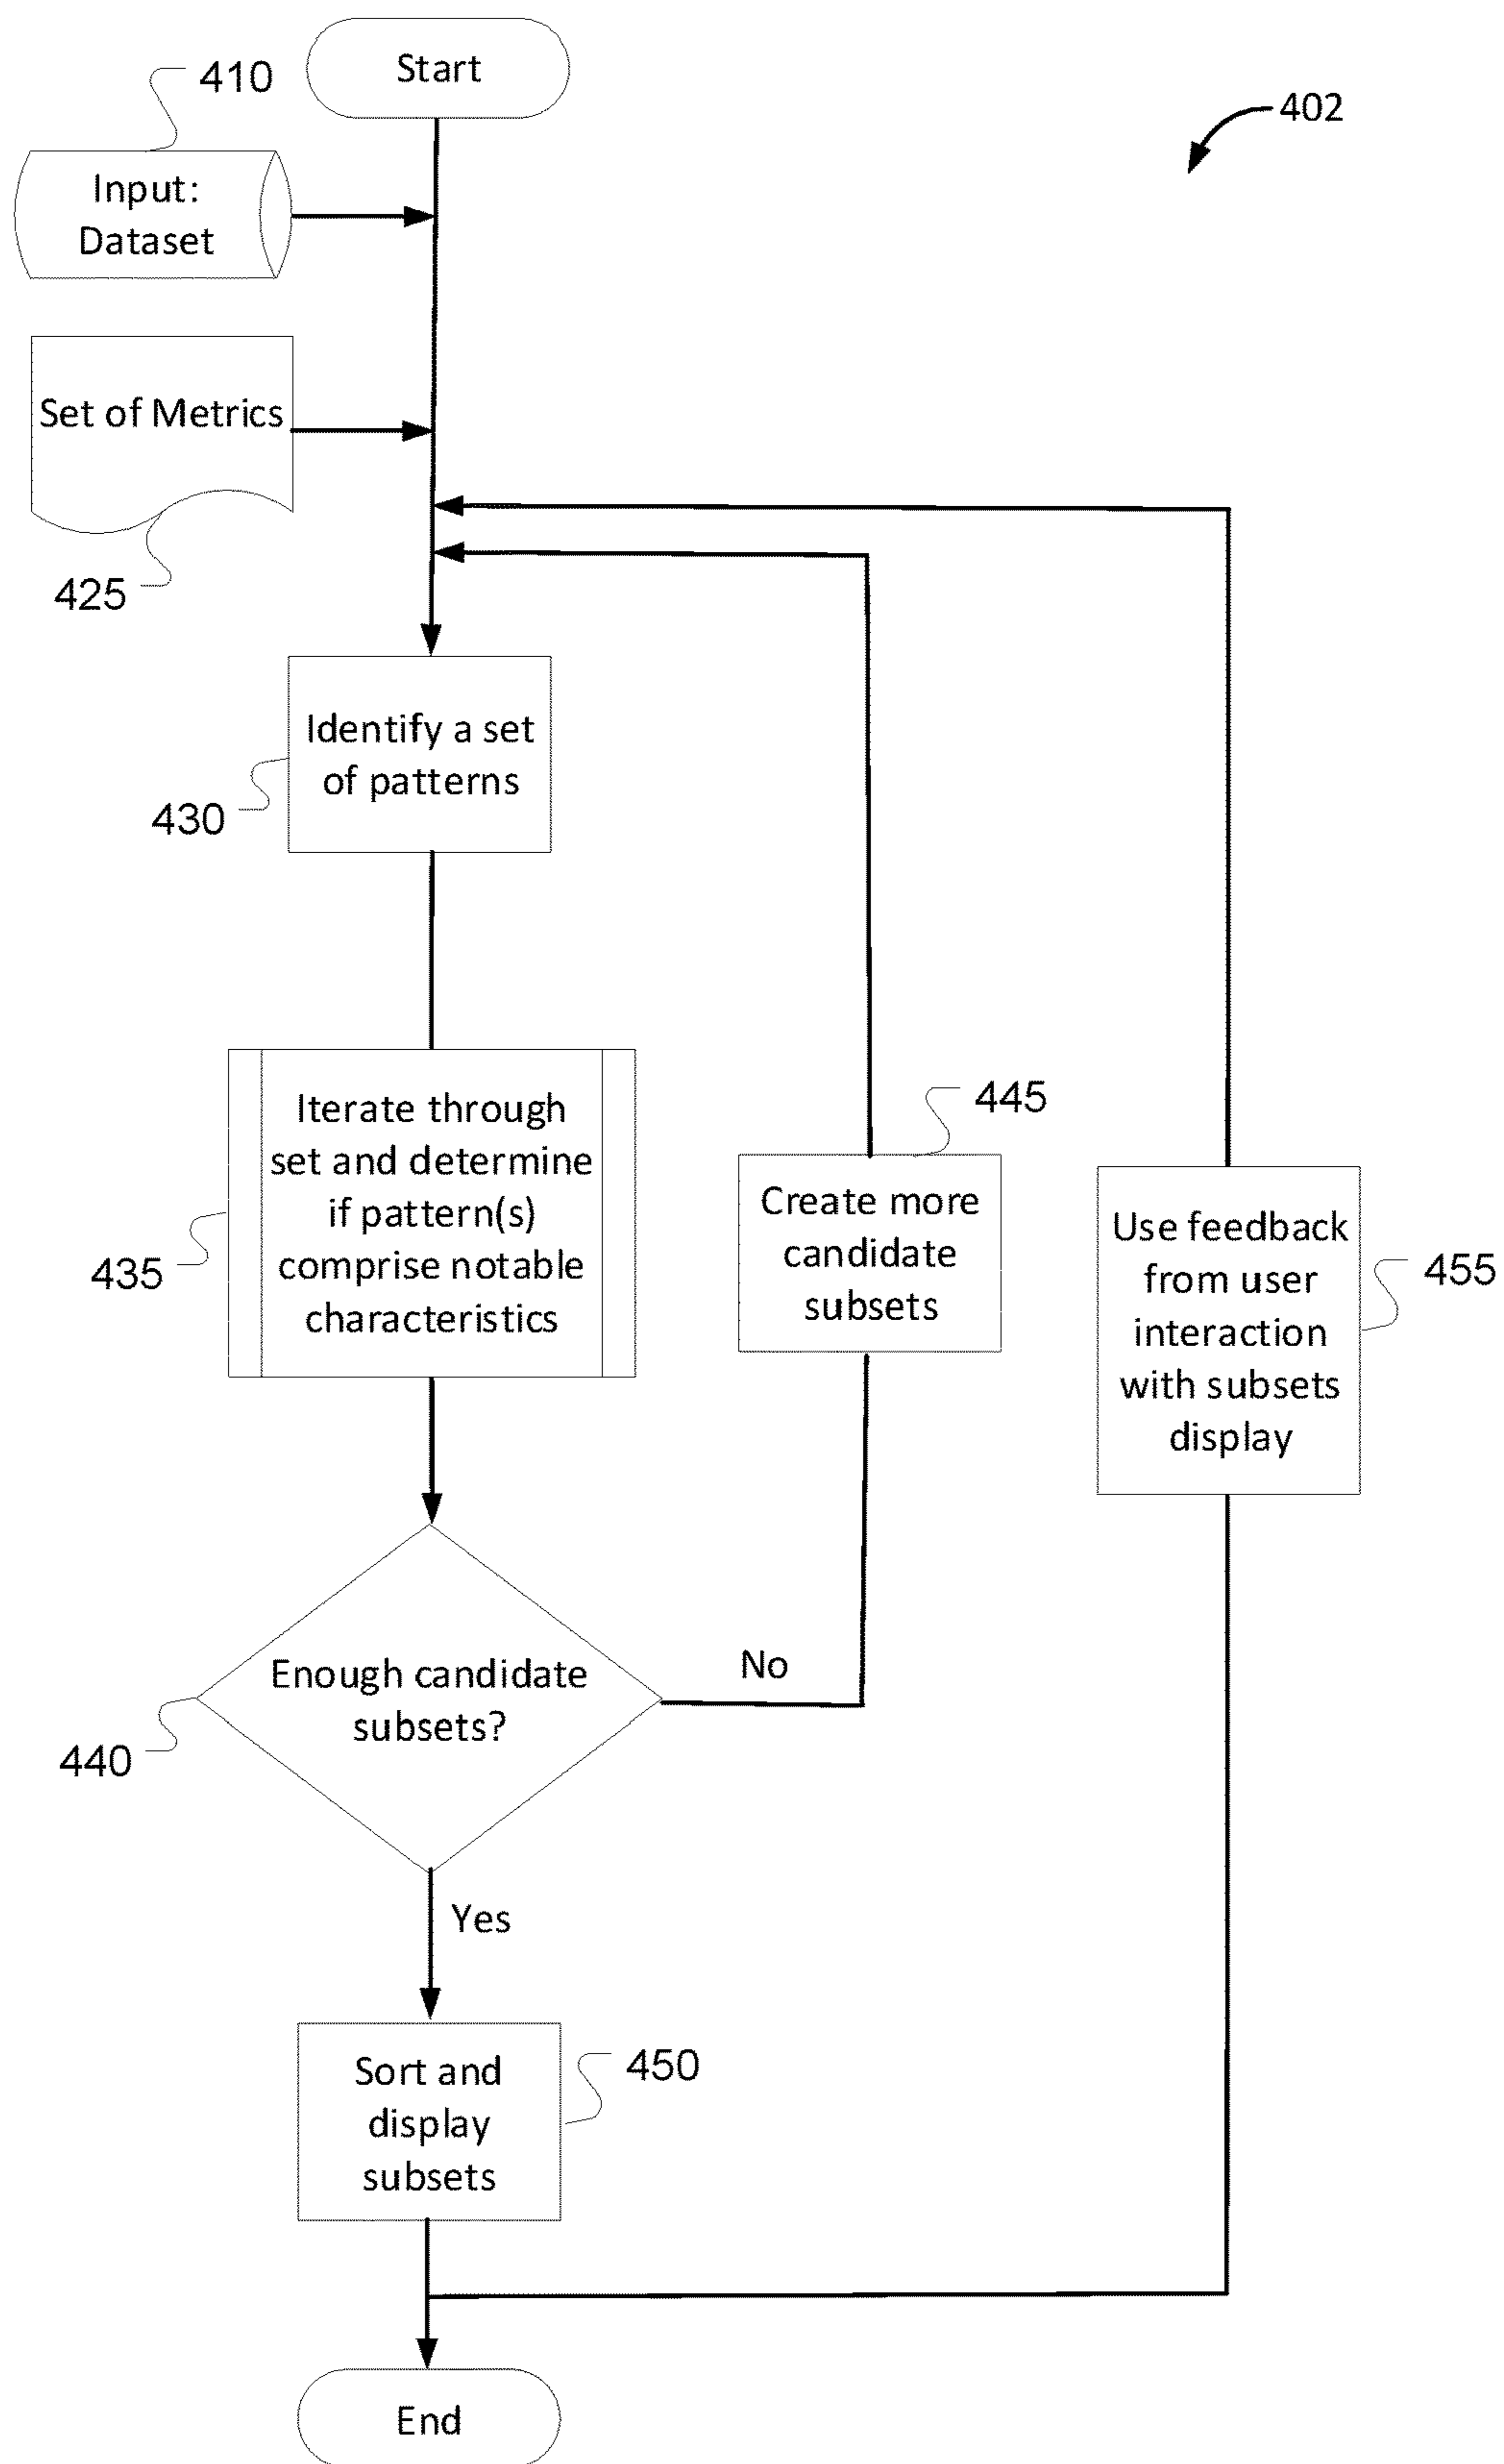 Start
410
402
Input:
Dataset
Set of Metrics
425
Identify a set
of patterns
430
Iterate through
set and determine
if pattern(s)
comprise notable
characteristics
435
445
Create more
candidate
subsets
Use feedback
from user
interaction
with subsets
display
455
Enough candidate
subsets?
No
440
Yes
Sort and
display
subsets
450
End